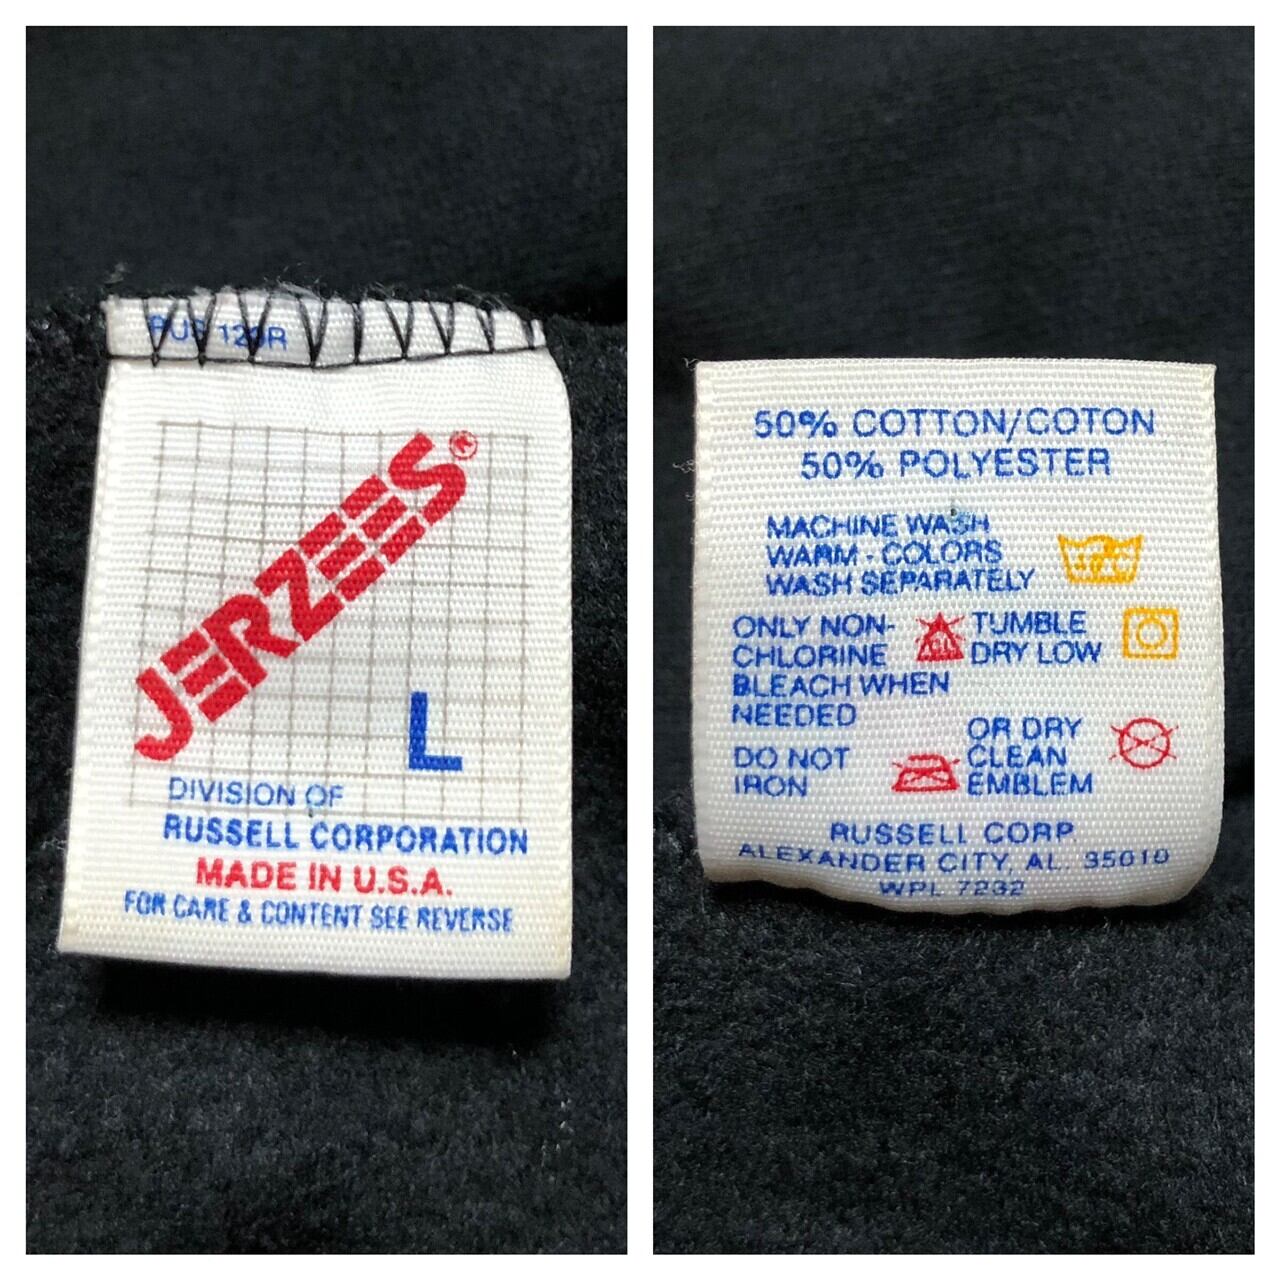 JERZEES®
L
DIVISION OF
RUSSELL CORPORATION
MADE IN U.S.A.
FOR CARE & CONTENT SEE REVERSE
50% COTTON/COTON
50% POLYESTER
MACHINE WASH
WARM - COLORS
WASH SEPARATELY
ONLY NON-
CHLORINE
BLEACH WHEN
NEEDED
CL
TUMBLE
DRY LOW
DO NOT
IRON
OR DRY
CLEAN
EMBLEM
RUSSELL CORP.
ALEXANDER CITY, AL. 35010
WPL 7232